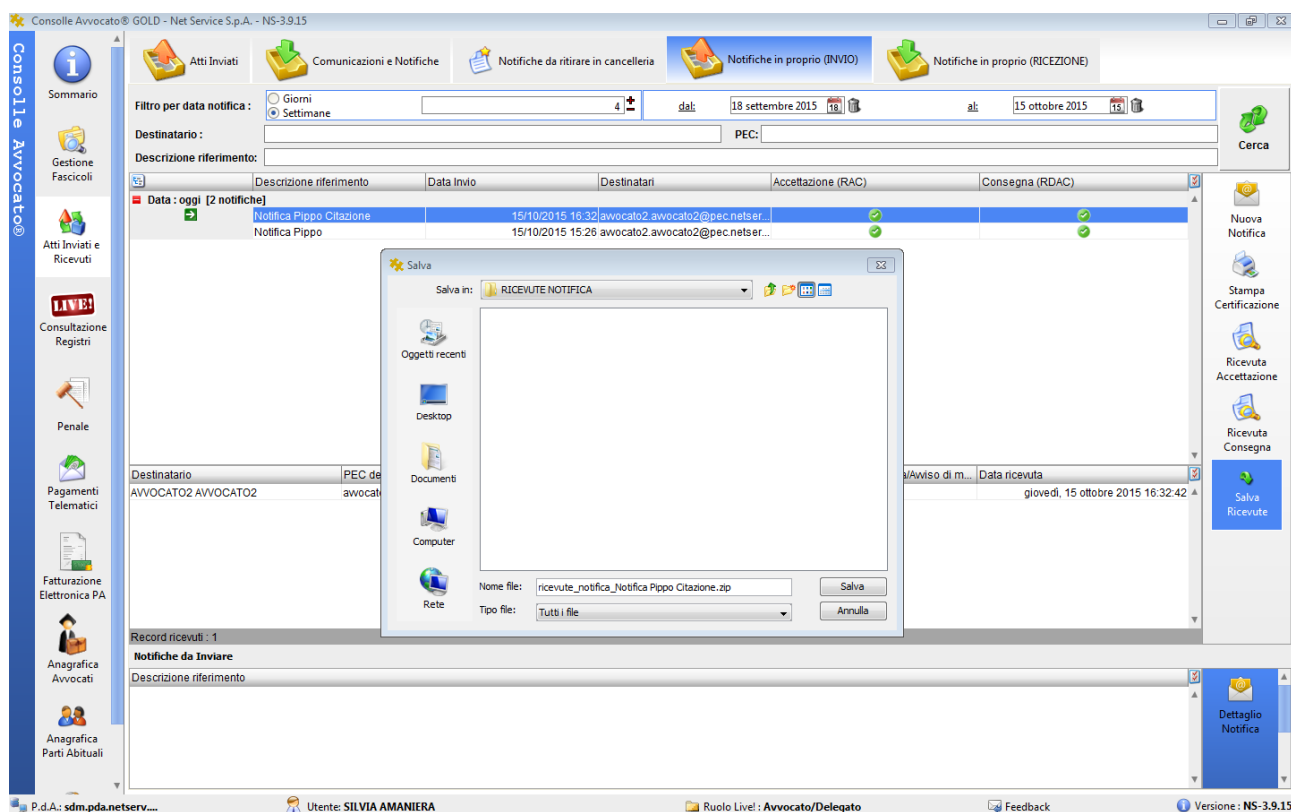 Consolle Avvocato® GOLD - Net Service S.p.A. - NS-3.9.15
Consolle Avvocato®
Sommario
Gestione
Fascicoli
Atti Inviati e
Ricevuti
LIVE!
Consultazione
Registri
Penale
Pagamenti
Telematici
Fatturazione
Elettronica PA
Anagrafica
Avvocati
Anagrafica
Parti Abituali
Atti Inviati
Comunicazioni e Notifiche
Notifiche da ritirare in cancelleria
Notifiche in proprio (INVIO)
Notifiche in proprio (RICEZIONE)
Filtro per data notifica :
Giorni
Settimane
4
dal:
18 settembre 2015
18
al:
15 ottobre 2015
15
Destinatario :
PEC:
Descrizione riferimento:
Cerca
Descrizione riferimento Data Invio Destinatari Accettazione (RAC) Consegna (RDAC)
Data : oggi [2 notifiche]
Notifica Pippo Citazione 15/10/2015 16:32 avvocato2.avvocato2@pec.netser...
Notifica Pippo 15/10/2015 15:26 avvocato2.avvocato2@pec.netser...
Salva
Salva in: RICEVUTE NOTIFICA
Oggetti recenti
Desktop
Documenti
Computer
Rete
Nome file: ricevute_notifica_Notifica Pippo Citazione.zip Salva
Tipo file: Tutti i file Annulla
Destinatario PEC de a/Avviso di m... Data ricevuta
AVVOCATO2 AVVOCATO2 avvocat giovedì, 15 ottobre 2015 16:32:42
Record ricevuti : 1
Notifiche da Inviare
Descrizione riferimento
Nuova
Notifica
Stampa
Certificazione
Ricevuta
Accettazione
Ricevuta
Consegna
Salva
Ricevute
Dettaglio
Notifica
P.d.A.: sdm.pda.netserv.... Utente: SILVIA AMANIERA Ruolo Live! : Avvocato/Delegato Feedback Versione : NS-3.9.15